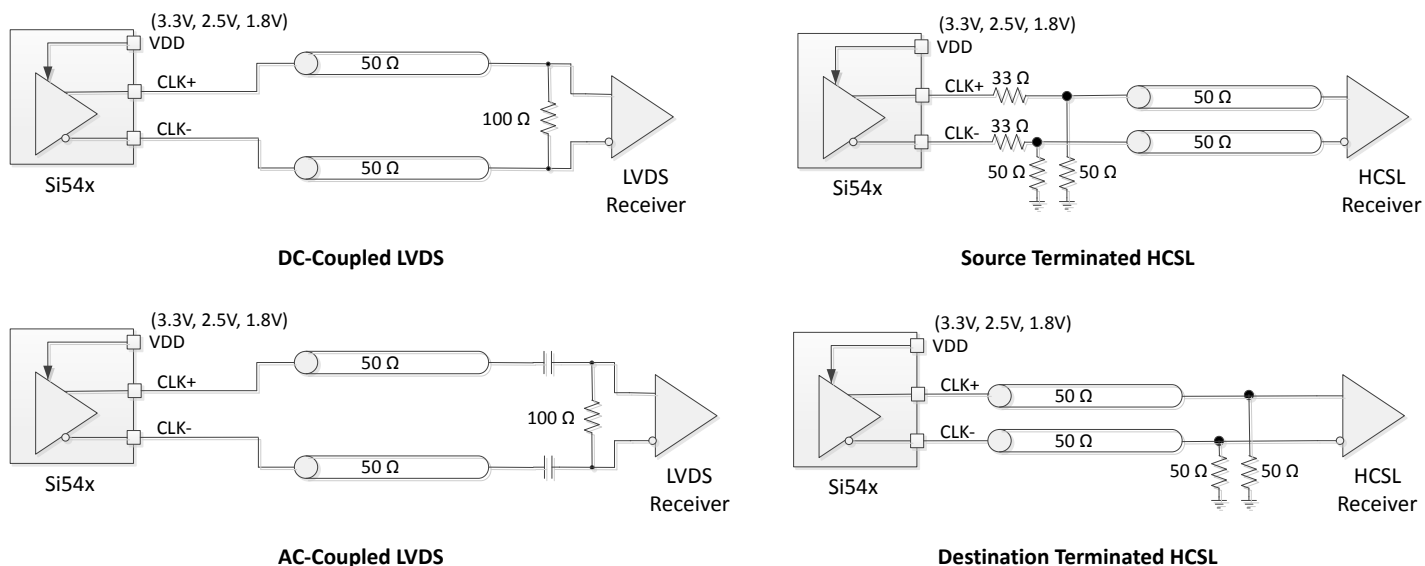 (3.3V, 2.5V, 1.8V)
VDD
CLK+
50 Ω
100 Ω
CLK-
50 Ω
Si54x
LVDS
Receiver
DC-Coupled LVDS
(3.3V, 2.5V, 1.8V)
VDD
CLK+
33 Ω
50 Ω
CLK-
33 Ω
50 Ω
50 Ω
50 Ω
Si54x
HCSL
Receiver
Source Terminated HCSL
(3.3V, 2.5V, 1.8V)
VDD
CLK+
50 Ω
100 Ω
CLK-
50 Ω
Si54x
LVDS
Receiver
AC-Coupled LVDS
(3.3V, 2.5V, 1.8V)
VDD
CLK+
50 Ω
CLK-
50 Ω
50 Ω
50 Ω
Si54x
HCSL
Receiver
Destination Terminated HCSL